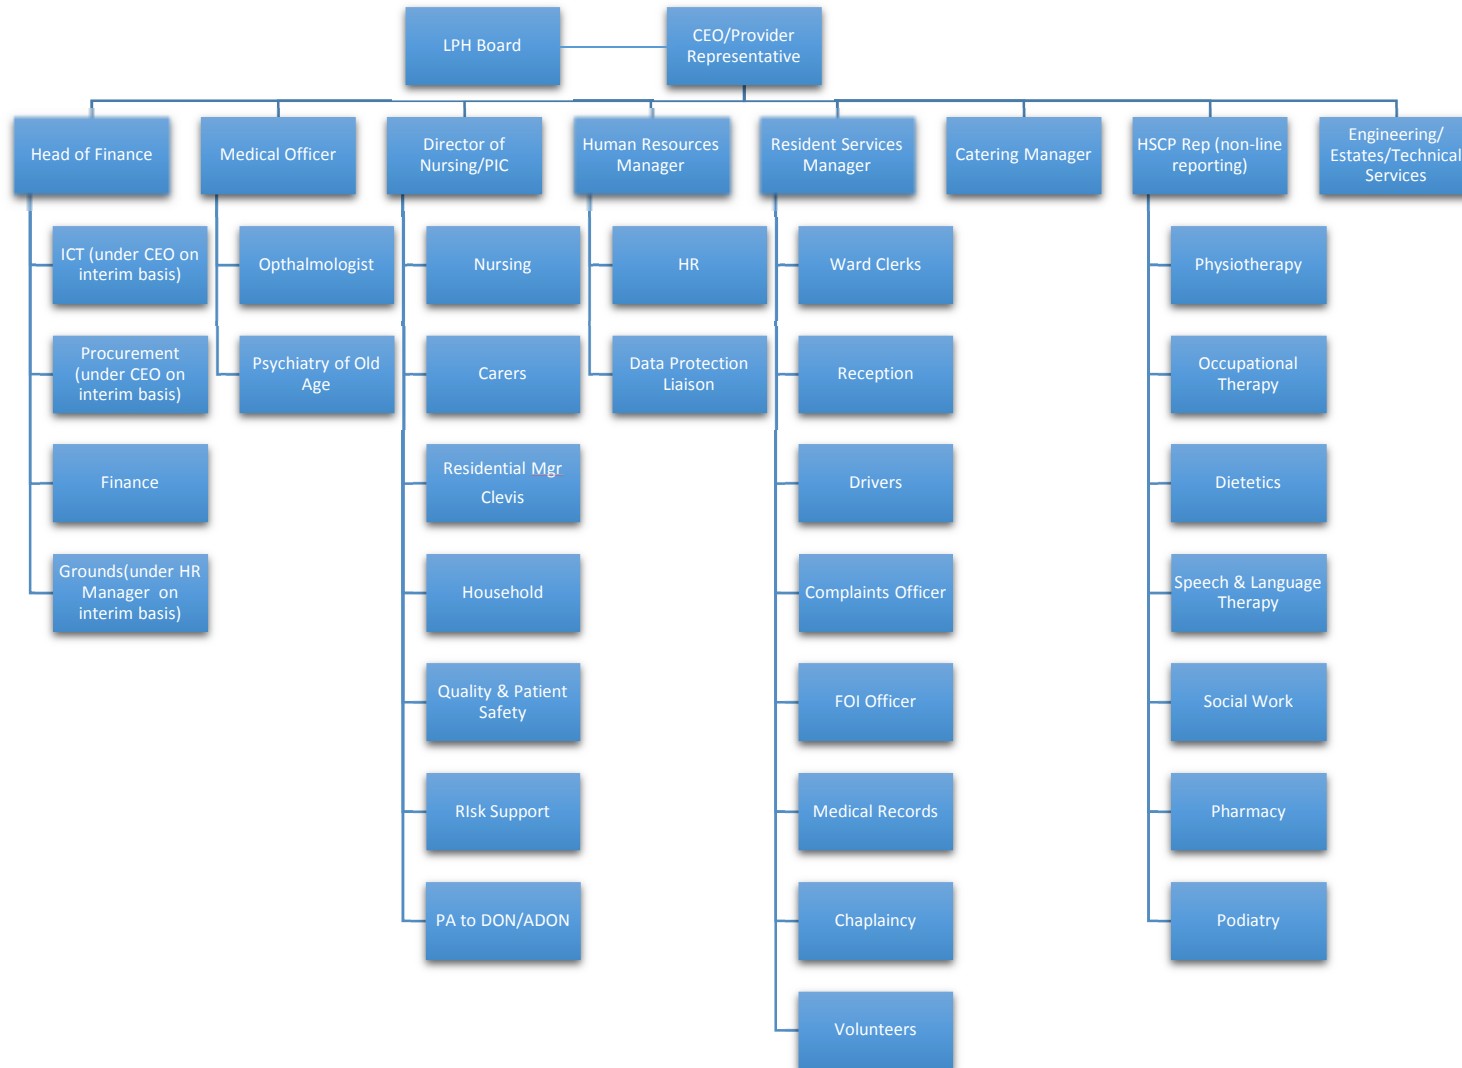 LPH Board
CEO/Provider
Representative
Head of Finance
Medical Officer
Director of
Nursing/PIC
Human Resources
Manager
Resident Services
Manager
Catering Manager
HSCP Rep (non-line
reporting)
Engineering/
Estates/Technical
Services
ICT (under CEO on
interim basis)
Procurement
(under CEO on
interim basis)
Finance
Grounds(under HR
Manager on
interim basis)
Opthalmologist
Psychiatry of Old
Age
Nursing
Carers
Residential Mgr
Clevis
Household
Quality & Patient
Safety
RIsk Support
PA to DON/ADON
HR
Data Protection
Liaison
Ward Clerks
Reception
Drivers
Complaints Officer
FOI Officer
Medical Records
Chaplaincy
Volunteers
Physiotherapy
Occupational
Therapy
Dietetics
Speech & Language
Therapy
Social Work
Pharmacy
Podiatry